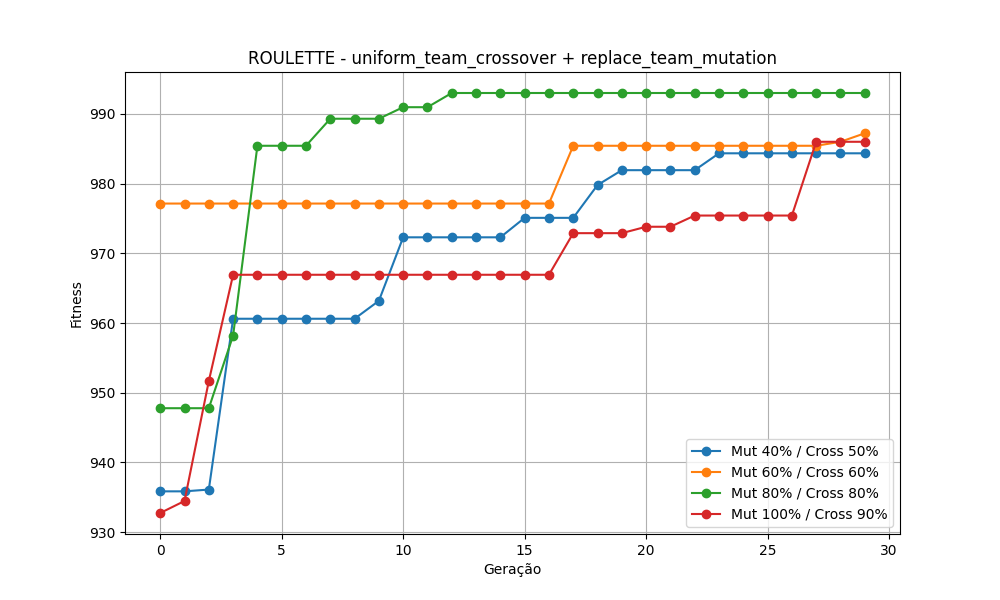 ROULETTE - uniform_team_crossover + replace_team_mutation
Fitness
990
980
970
960
950
940
930
0 5 10 15 20 25 30
Geração
Mut 40% / Cross 50%
Mut 60% / Cross 60%
Mut 80% / Cross 80%
Mut 100% / Cross 90%